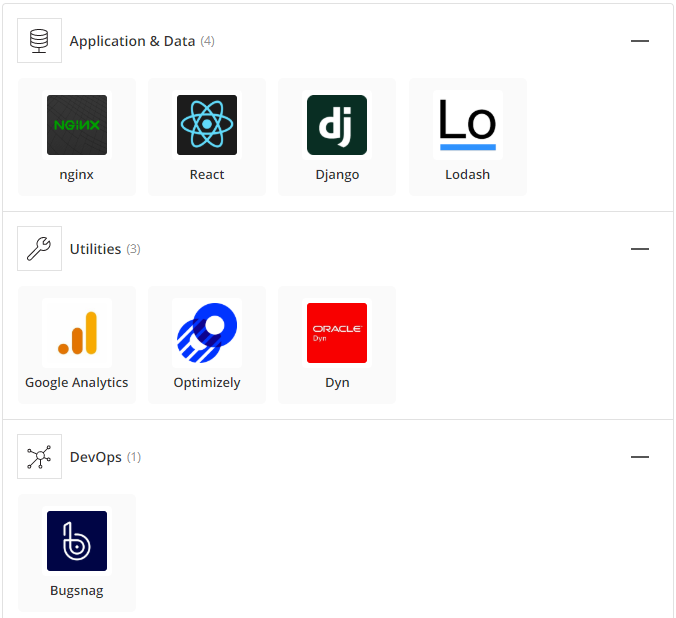 Application & Data (4)
NGINX
dj
Lo
nginx
React
Django
Lodash
Utilities (3)
ORACLE
Dyn
Google Analytics
Optimizely
Dyn
DevOps (1)
b
Bugsnag